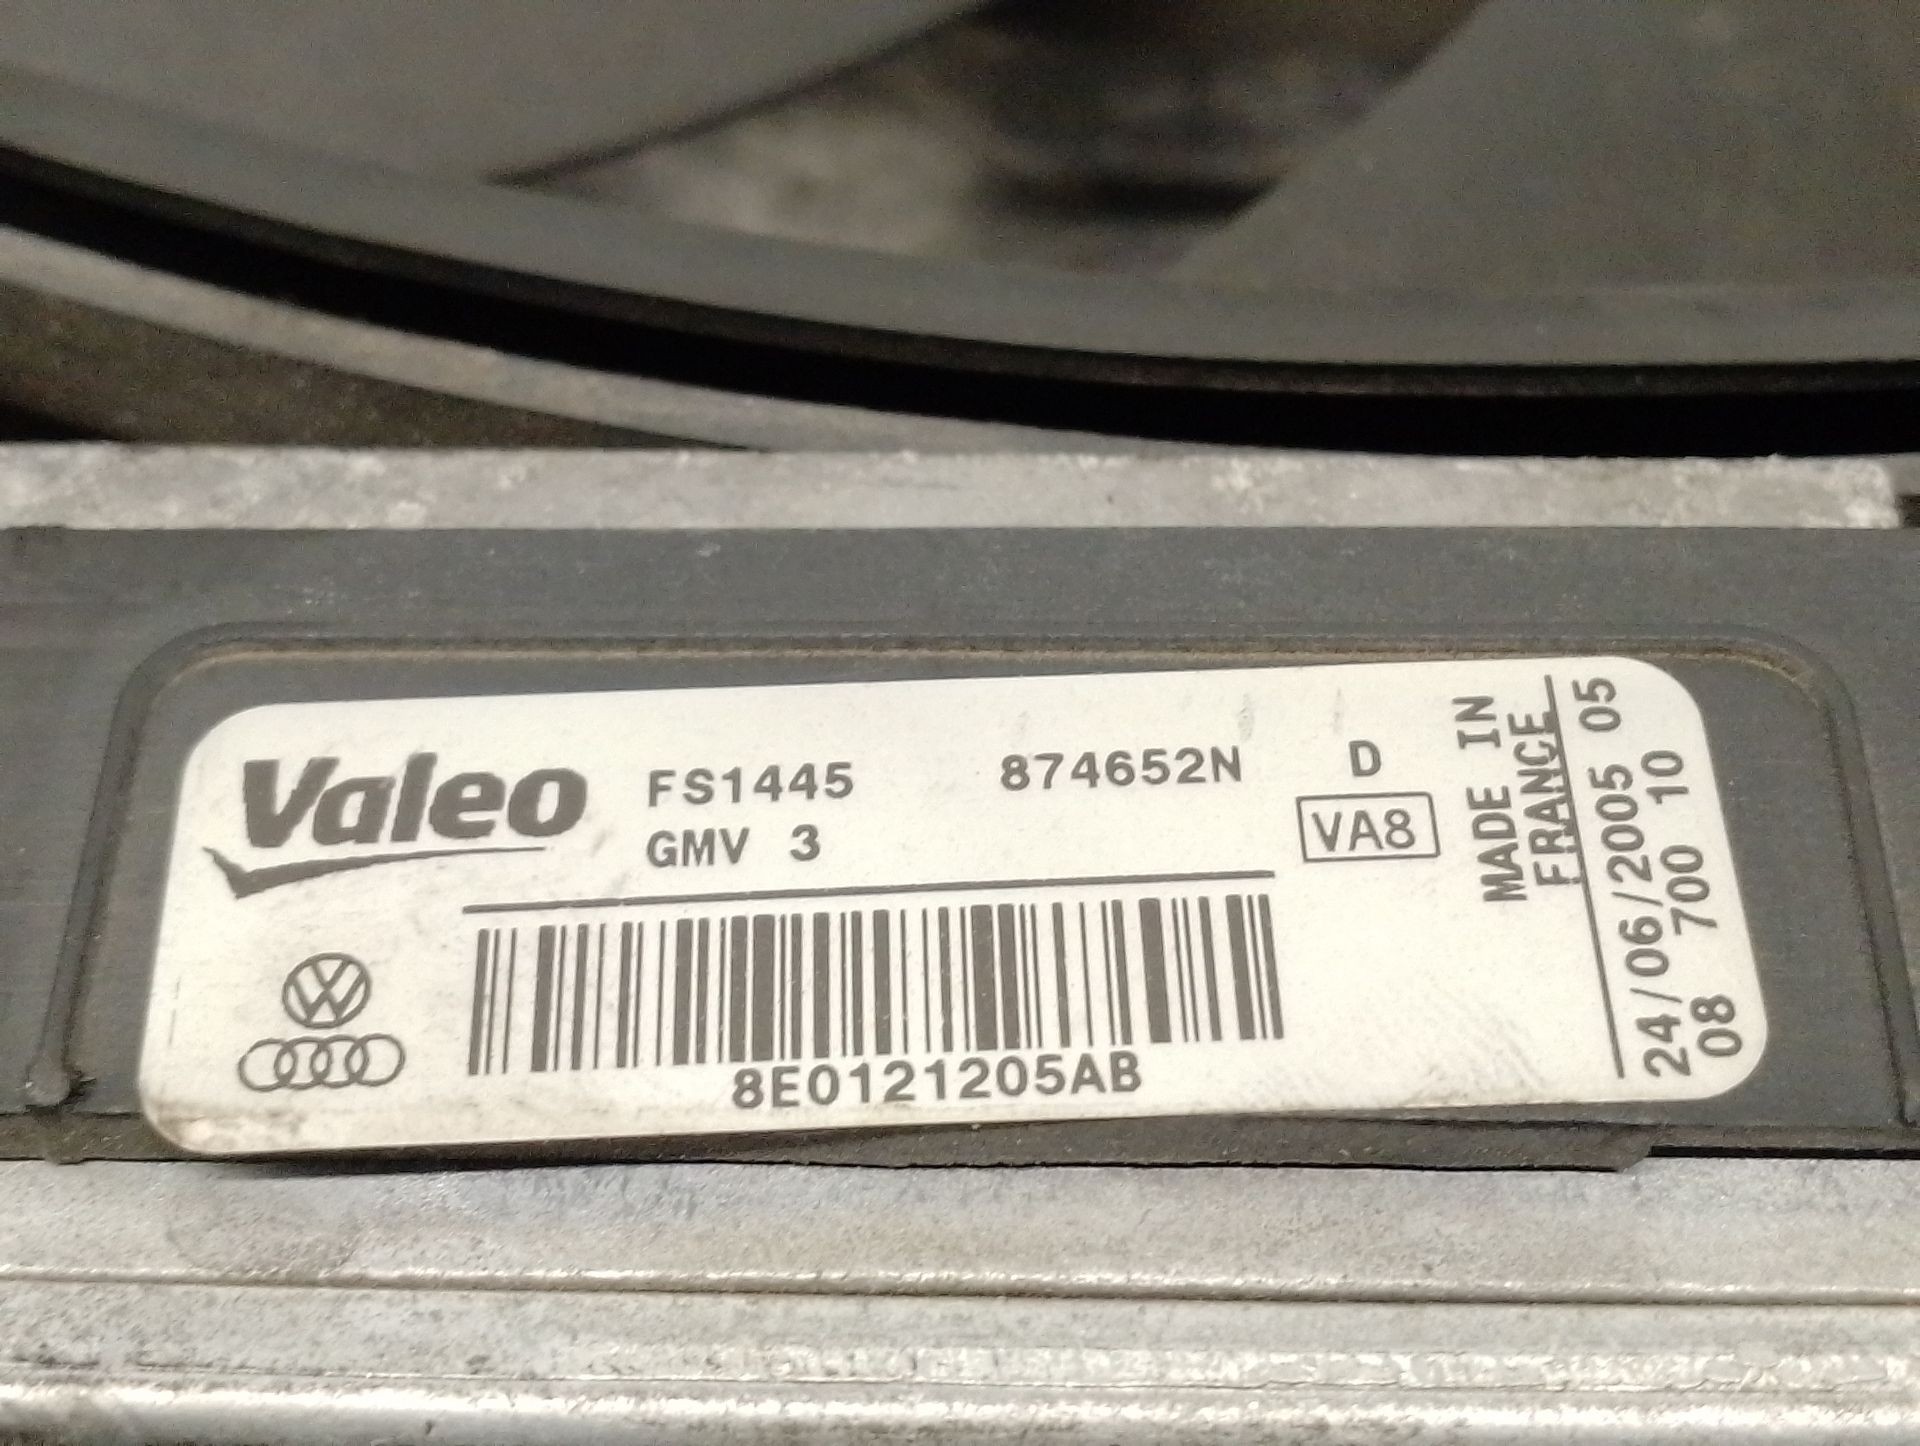 Valeo
FS1445 874652N D
GMV 3 VA8
8E0121205AB
MADE IN
FRANCE
24/06/2005 05
08 700 10